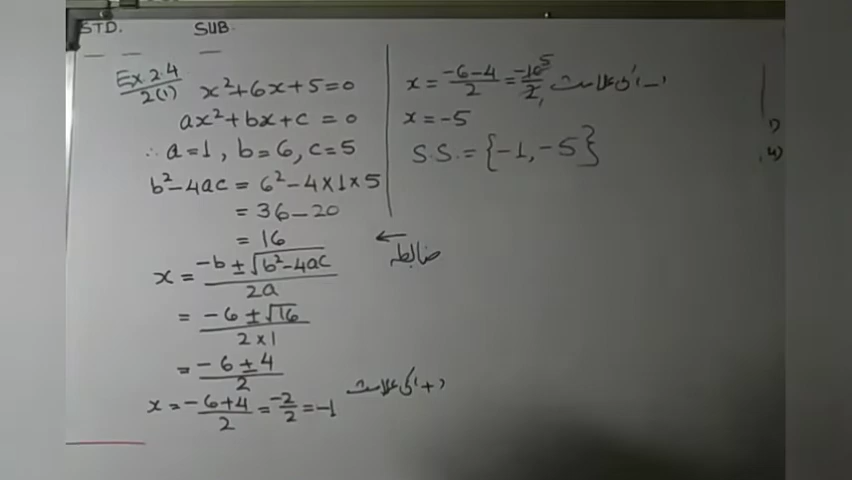 STD. SUB.
Ex 2.4
2(1)
x²+6x+5=0
ax²+bx+c=0
∴ a=1, b=6, c=5
b²-4ac = 6²-4×1×5
= 36-20
= 16
ضابطہ ←
x = (-b ± √(b²-4ac))/2a
= (-6 ± √16)/(2×1)
= (-6 ± 4)/2
x = (-6+4)/2 = -2/2 = -1 (+) کی علامت
x = (-6-4)/2 = -10/2 5 1 (-) کی علامت
x = -5
S.S. = {-1, -5}